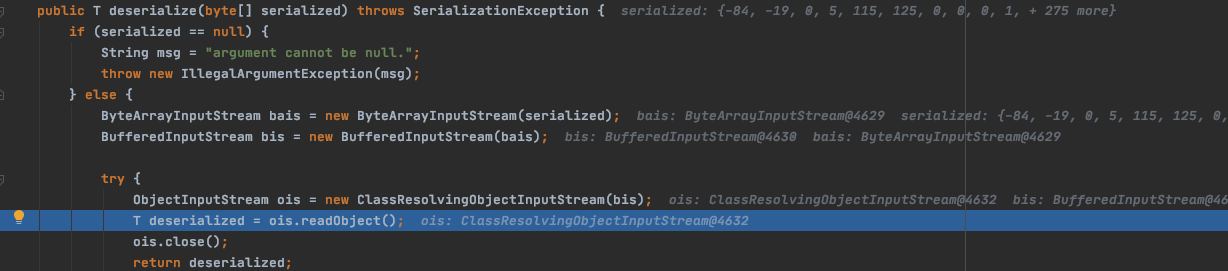 public T deserialize(byte[] serialized) throws SerializationException {  serialized: {-84, -19, 0, 5, 115, 125, 0, 0, 0, 1, + 275 more}
if (serialized == null) {
String msg = "argument cannot be null.";
throw new IllegalArgumentException(msg);
} else {
ByteArrayInputStream bais = new ByteArrayInputStream(serialized);  bais: ByteArrayInputStream@4629  serialized: {-84, -19, 0, 5, 115, 125, 0,
BufferedInputStream bis = new BufferedInputStream(bais);  bis: BufferedInputStream@4630  bais: ByteArrayInputStream@4629
try {
ObjectInputStream ois = new ClassResolvingObjectInputStream(bis);  ois: ClassResolvingObjectInputStream@4632  bis: BufferedInputStream@46
T deserialized = ois.readObject();  ois: ClassResolvingObjectInputStream@4632
ois.close();
return deserialized;